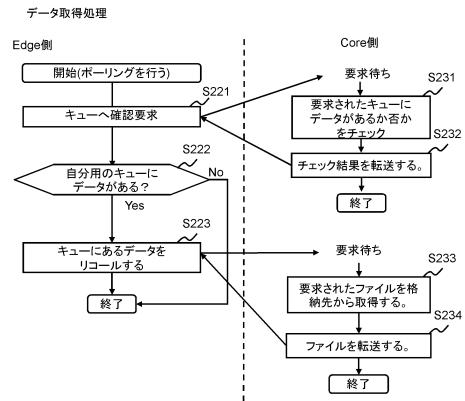 データ取得処理
Edge側
開始(ポーリングを行う)
S221
キューへ確認要求
S222
自分用のキューに
データがある?
No
Yes
S223
キューにあるデータを
リコールする
終了
Core側
要求待ち
S231
要求されたキューに
データがあるか否か
をチェック
S232
チェック結果を転送する。
終了
要求待ち
S233
要求されたファイルを格
納先から取得する。
S234
ファイルを転送する。
終了